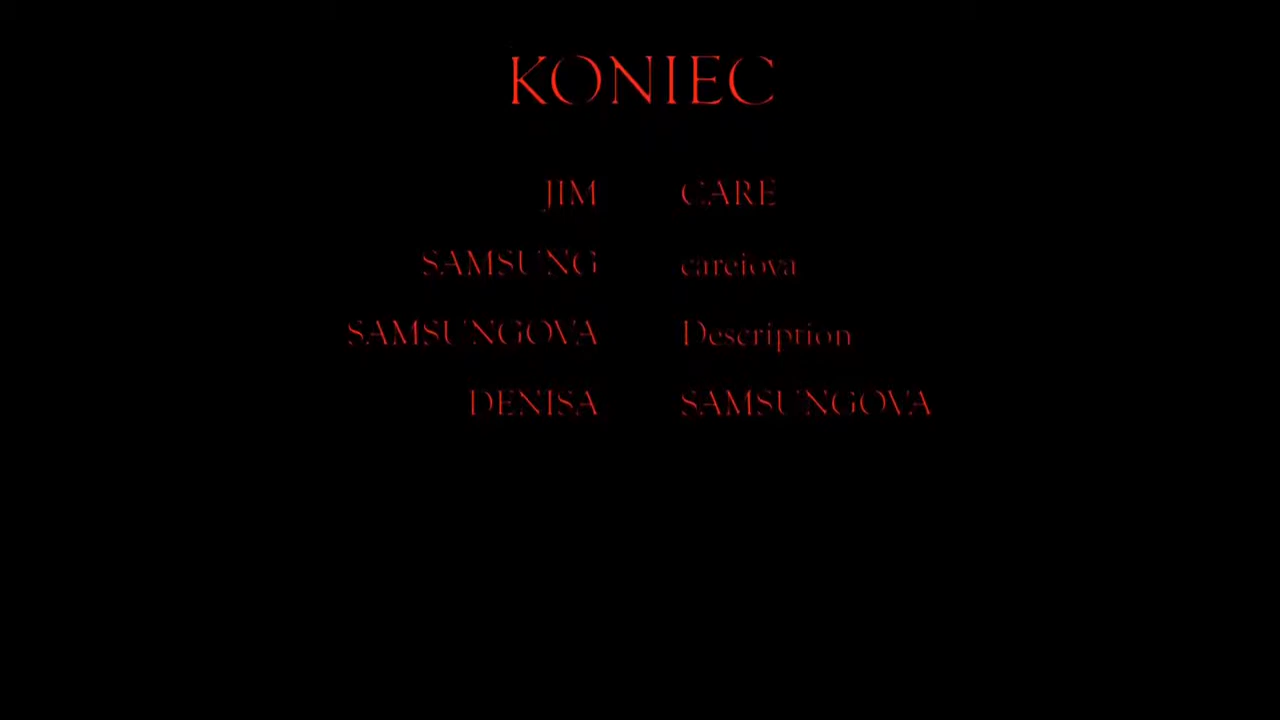 KONIEC
JIM CARE
SAMSUNG careiova
SAMSUNGOVA Description
DENISA SAMSUNGOVA